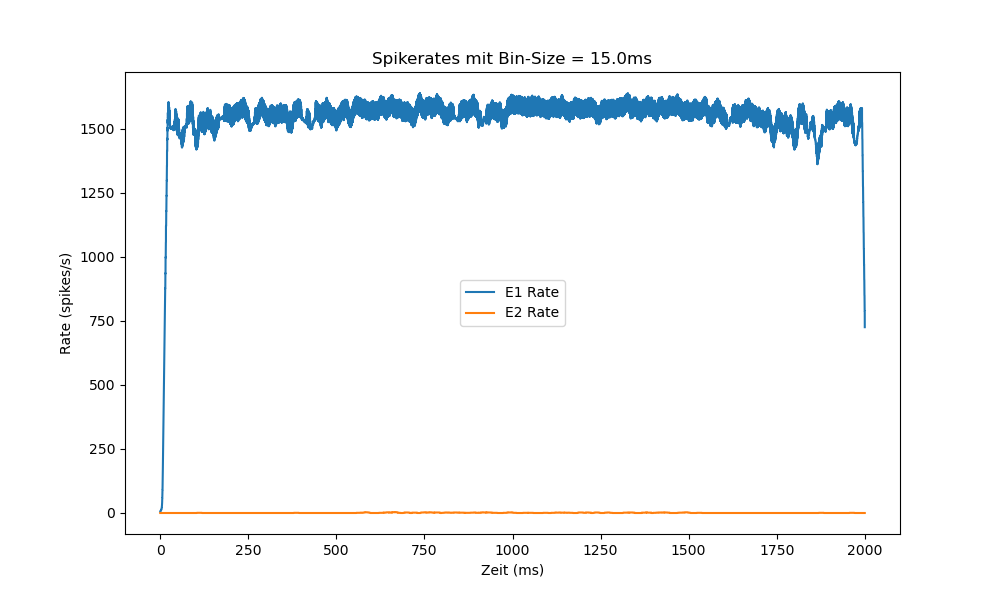 Spikerates mit Bin-Size = 15.0ms
Rate (spikes/s)
1500
1250
1000
750
500
250
0
E1 Rate
E2 Rate
0 250 500 750 1000 1250 1500 1750 2000
Zeit (ms)